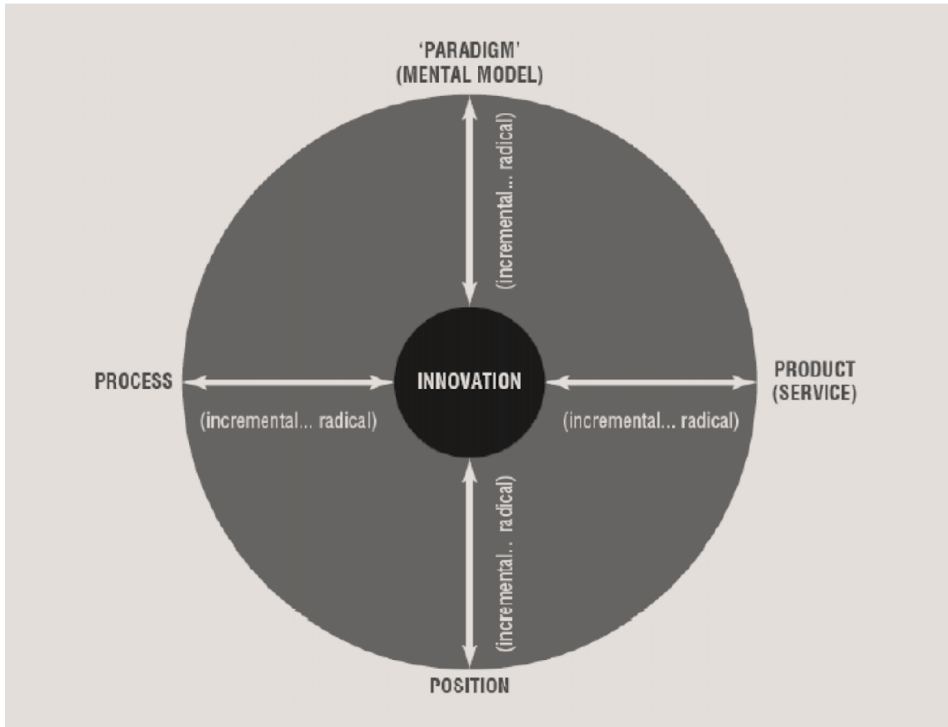 'PARADIGM'
(MENTAL MODEL)
(incremental... radical)
PROCESS
INNOVATION
PRODUCT
(SERVICE)
(incremental... radical)
(incremental... radical)
(incremental... radical)
POSITION